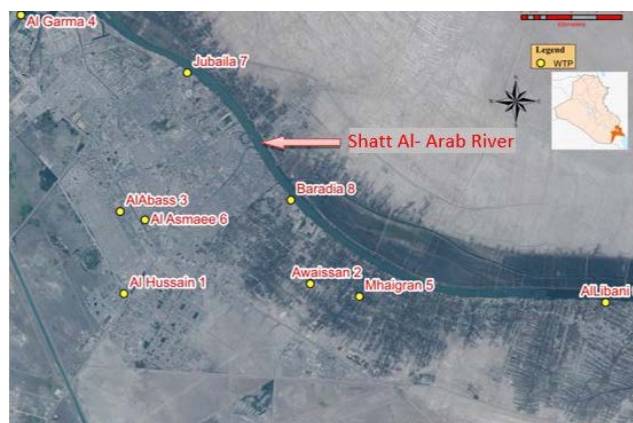 Al Garma 4
Jubaila 7
Legend
WTP
Shatt Al- Arab River
Baradia 8
AlAbass 3
Al Asmaee 6
Al Hussain 1
Awaissan 2
Mhaigran 5
AlLibani